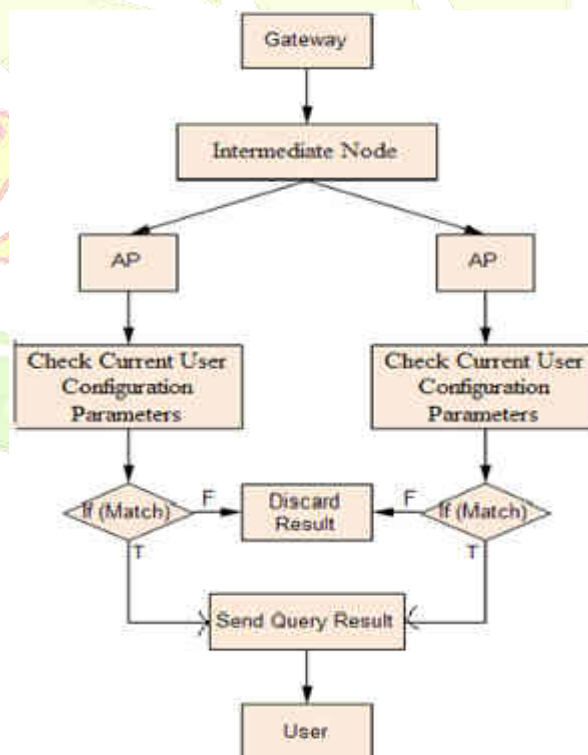 Gateway
Intermediate Node
AP
AP
Check Current User
Configuration
Parameters
Check Current User
Configuration
Parameters
If (Match)
F
Discard
Result
F
If (Match)
T
T
Send Query Result
User